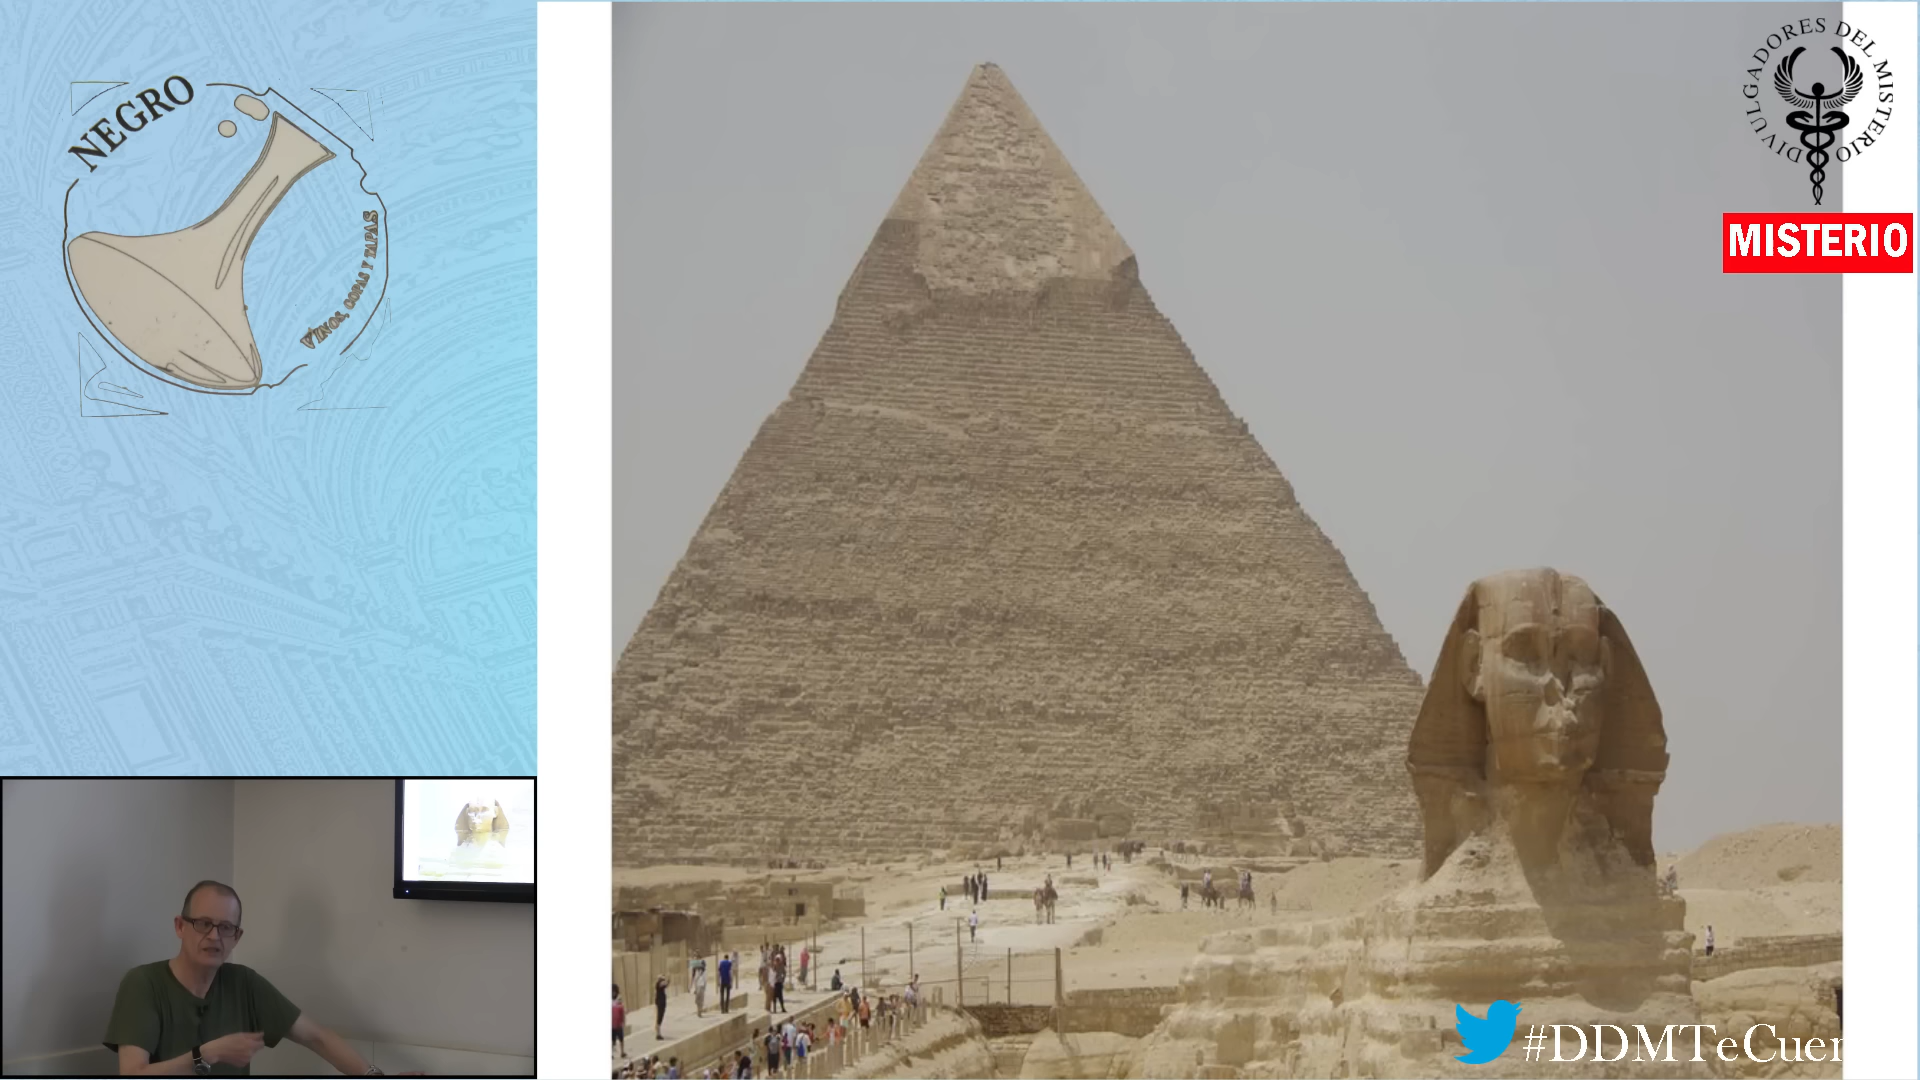 NEGRO
VINOS, COPAS Y TAPAS
DIVULGADORES DEL MISTERIO
MISTERIO
#DDMTeCuen